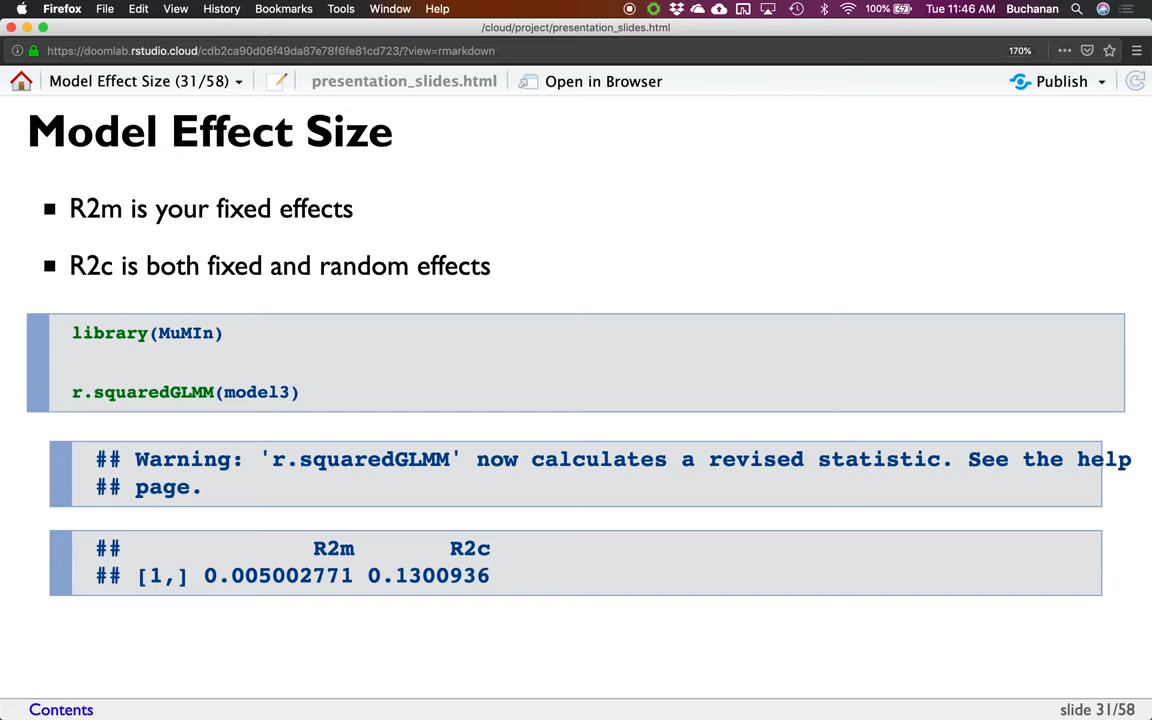 Firefox File Edit View History Bookmarks Tools Window Help 100% Tue 11:46 AM Buchanan
/cloud/project/presentation_slides.html
https://doomlab.rstudio.cloud/cdb2ca90d06f49da87e78f6fe81cd723/?view=rmarkdown 170%
Model Effect Size (31/58) presentation_slides.html Open in Browser Publish
Model Effect Size
■ R2m is your fixed effects
■ R2c is both fixed and random effects
library(MuMIn)
r.squaredGLMM(model3)
## Warning: 'r.squaredGLMM' now calculates a revised statistic. See the help
## page.
## R2m R2c
## [1,] 0.005002771 0.1300936
Contents slide 31/58